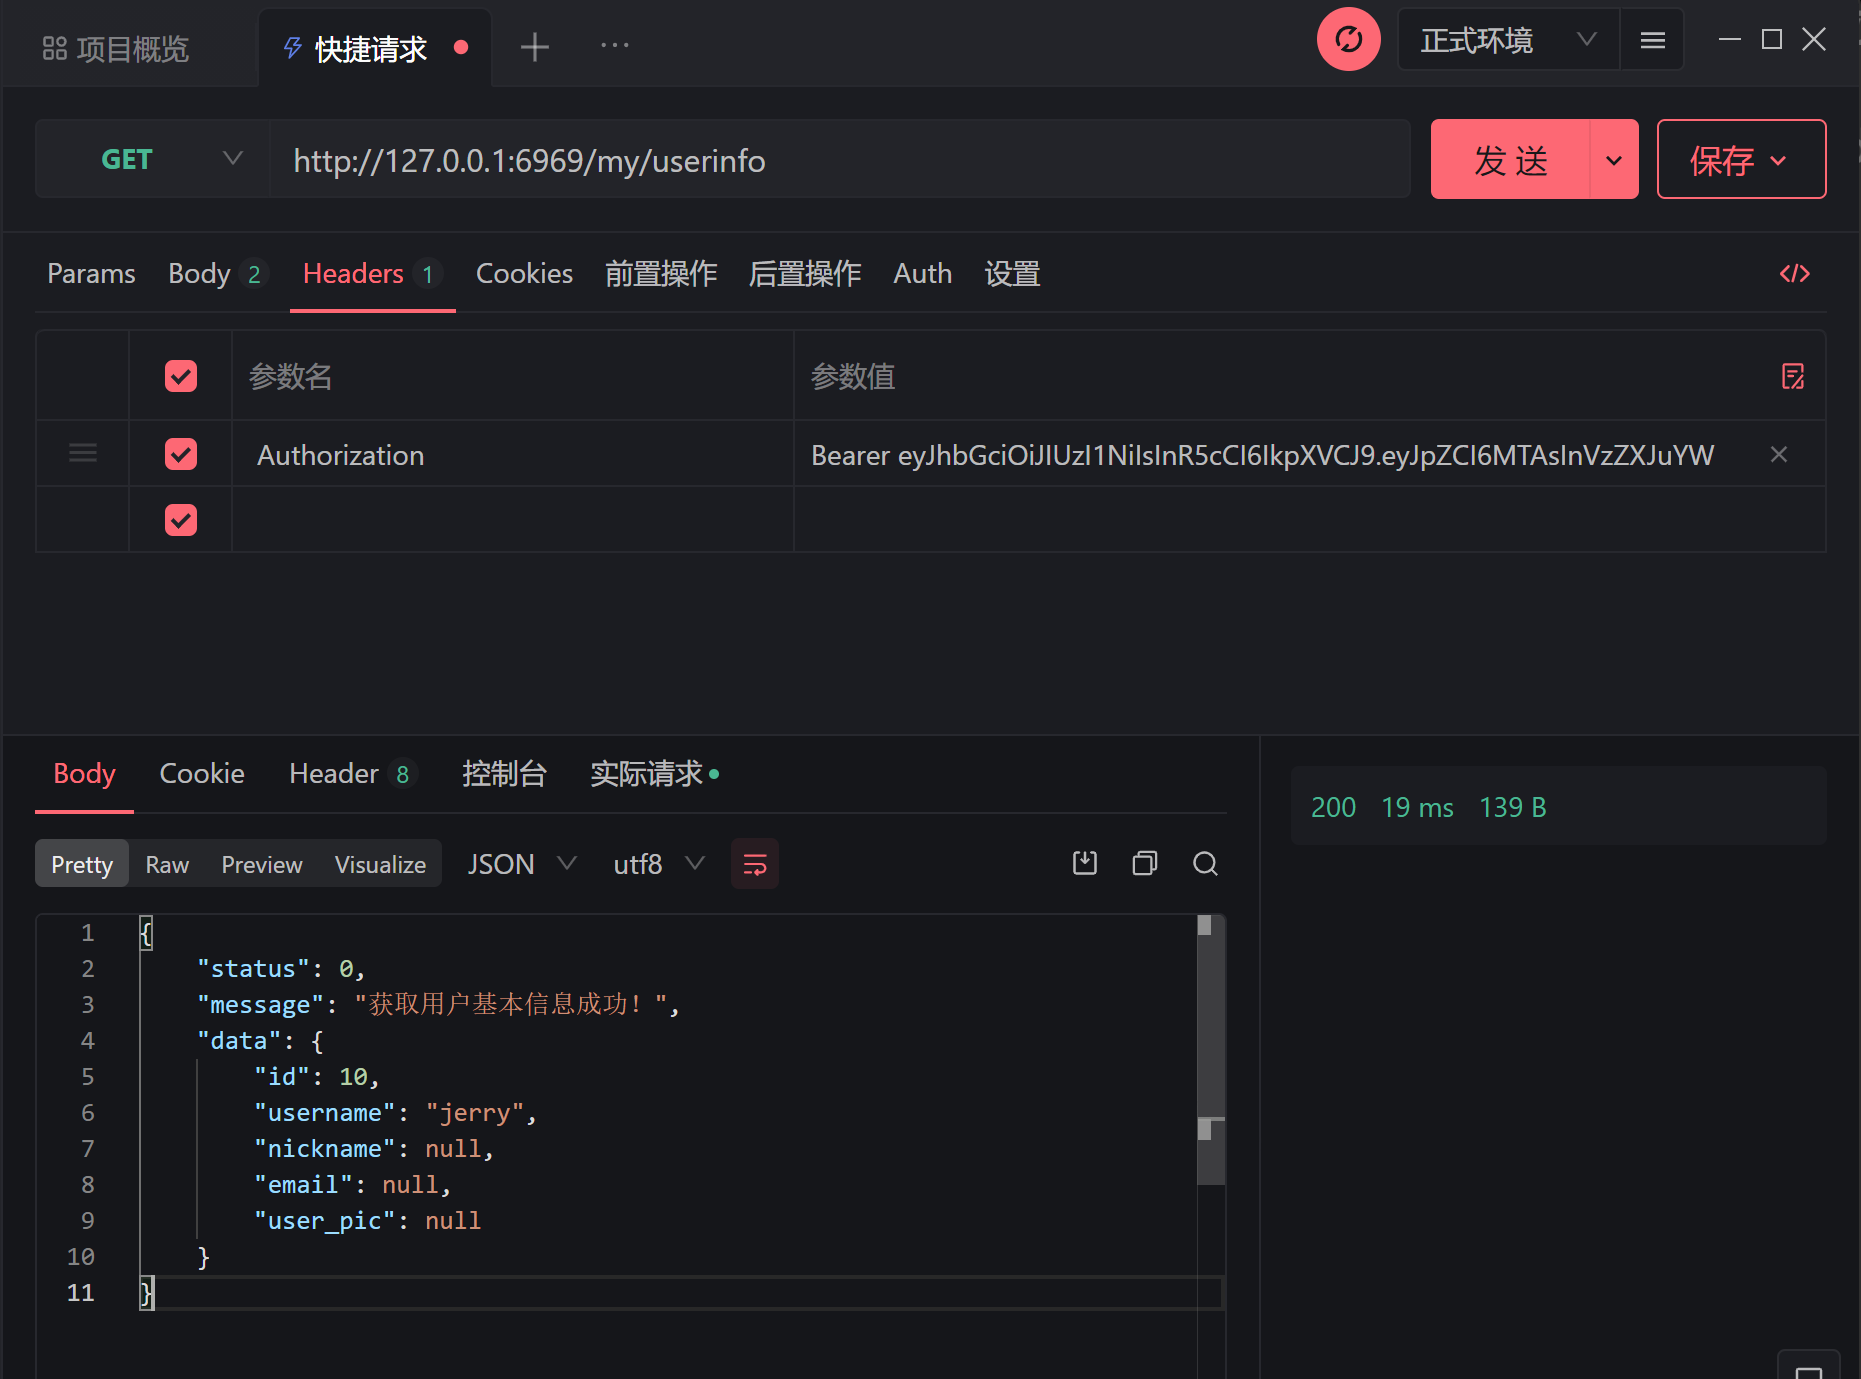 项目概览 快捷请求 正式环境
GET http://127.0.0.1:6969/my/userinfo 发 送 保存
Params Body 2 Headers 1 Cookies 前置操作 后置操作 Auth 设置
参数名 参数值
Authorization Bearer eyJhbGciOiJIUzI1NiIsInR5cCI6IkpXVCJ9.eyJpZCI6MTAsInVzZXJuYW
Body Cookie Header 8 控制台 实际请求
200 19 ms 139 B
Pretty Raw Preview Visualize JSON utf8
1 {
2 "status": 0,
3 "message": "获取用户基本信息成功！",
4 "data": {
5 "id": 10,
6 "username": "jerry",
7 "nickname": null,
8 "email": null,
9 "user_pic": null
10 }
11 }